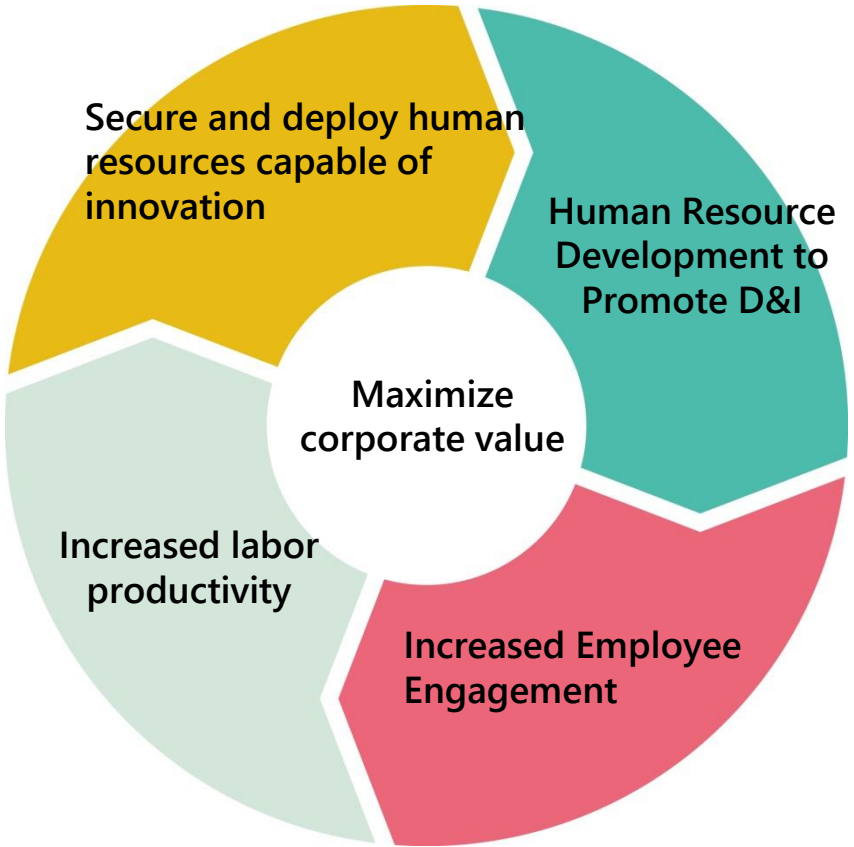 Secure and deploy human
resources capable of
innovation
Human Resource
Development to
Promote D&I
Maximize
corporate value
Increased labor
productivity
Increased Employee
Engagement